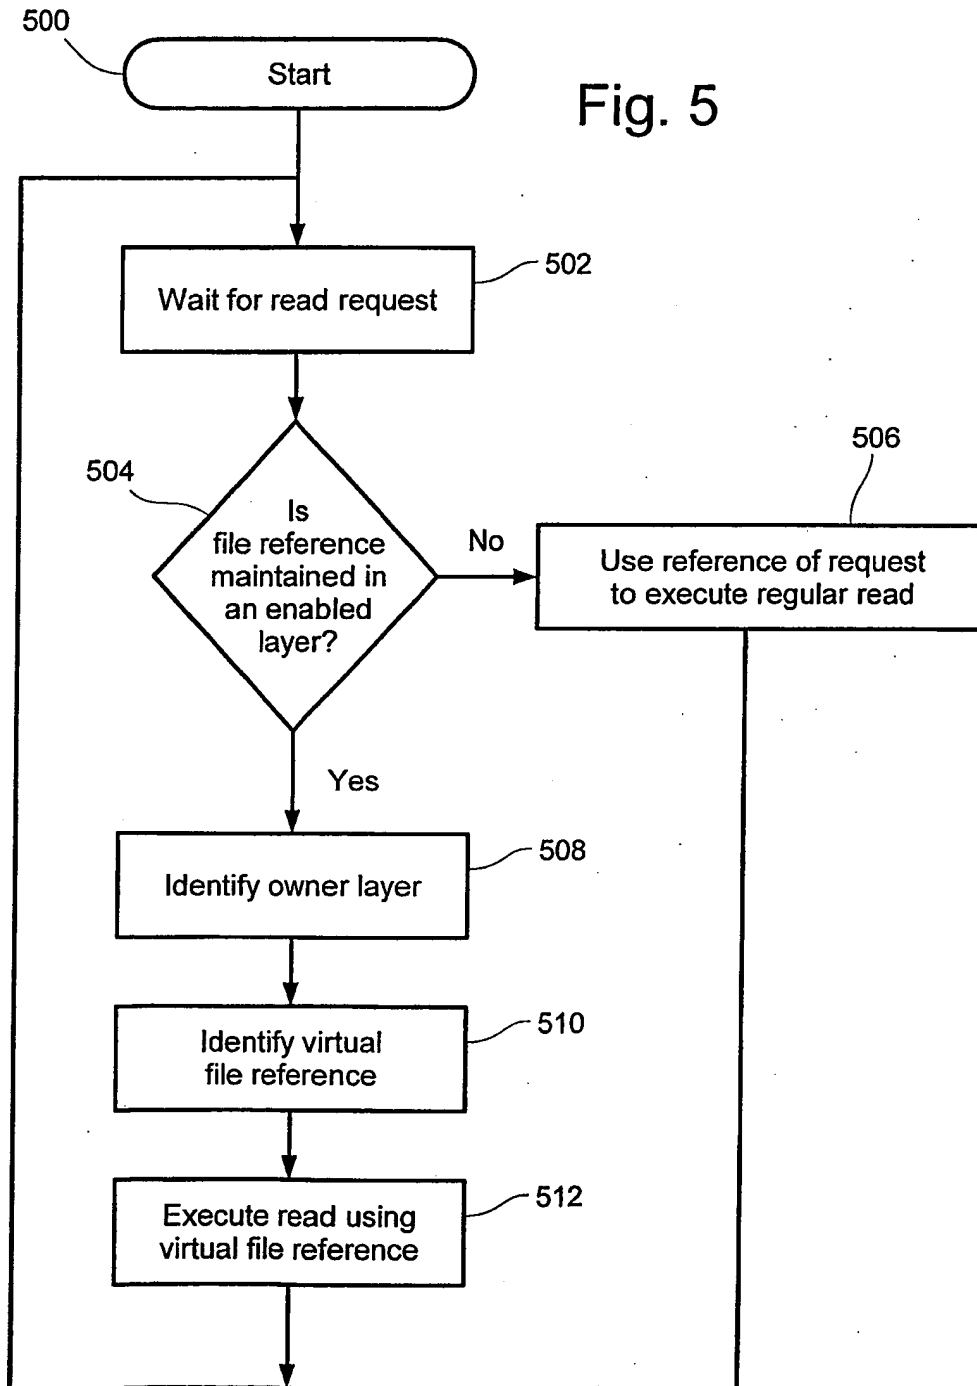 500
Start
Fig. 5
502
Wait for read request
504
Is
file reference
maintained in
an enabled
layer?
No
506
Use reference of request
to execute regular read
Yes
508
Identify owner layer
510
Identify virtual
file reference
512
Execute read using
virtual file reference